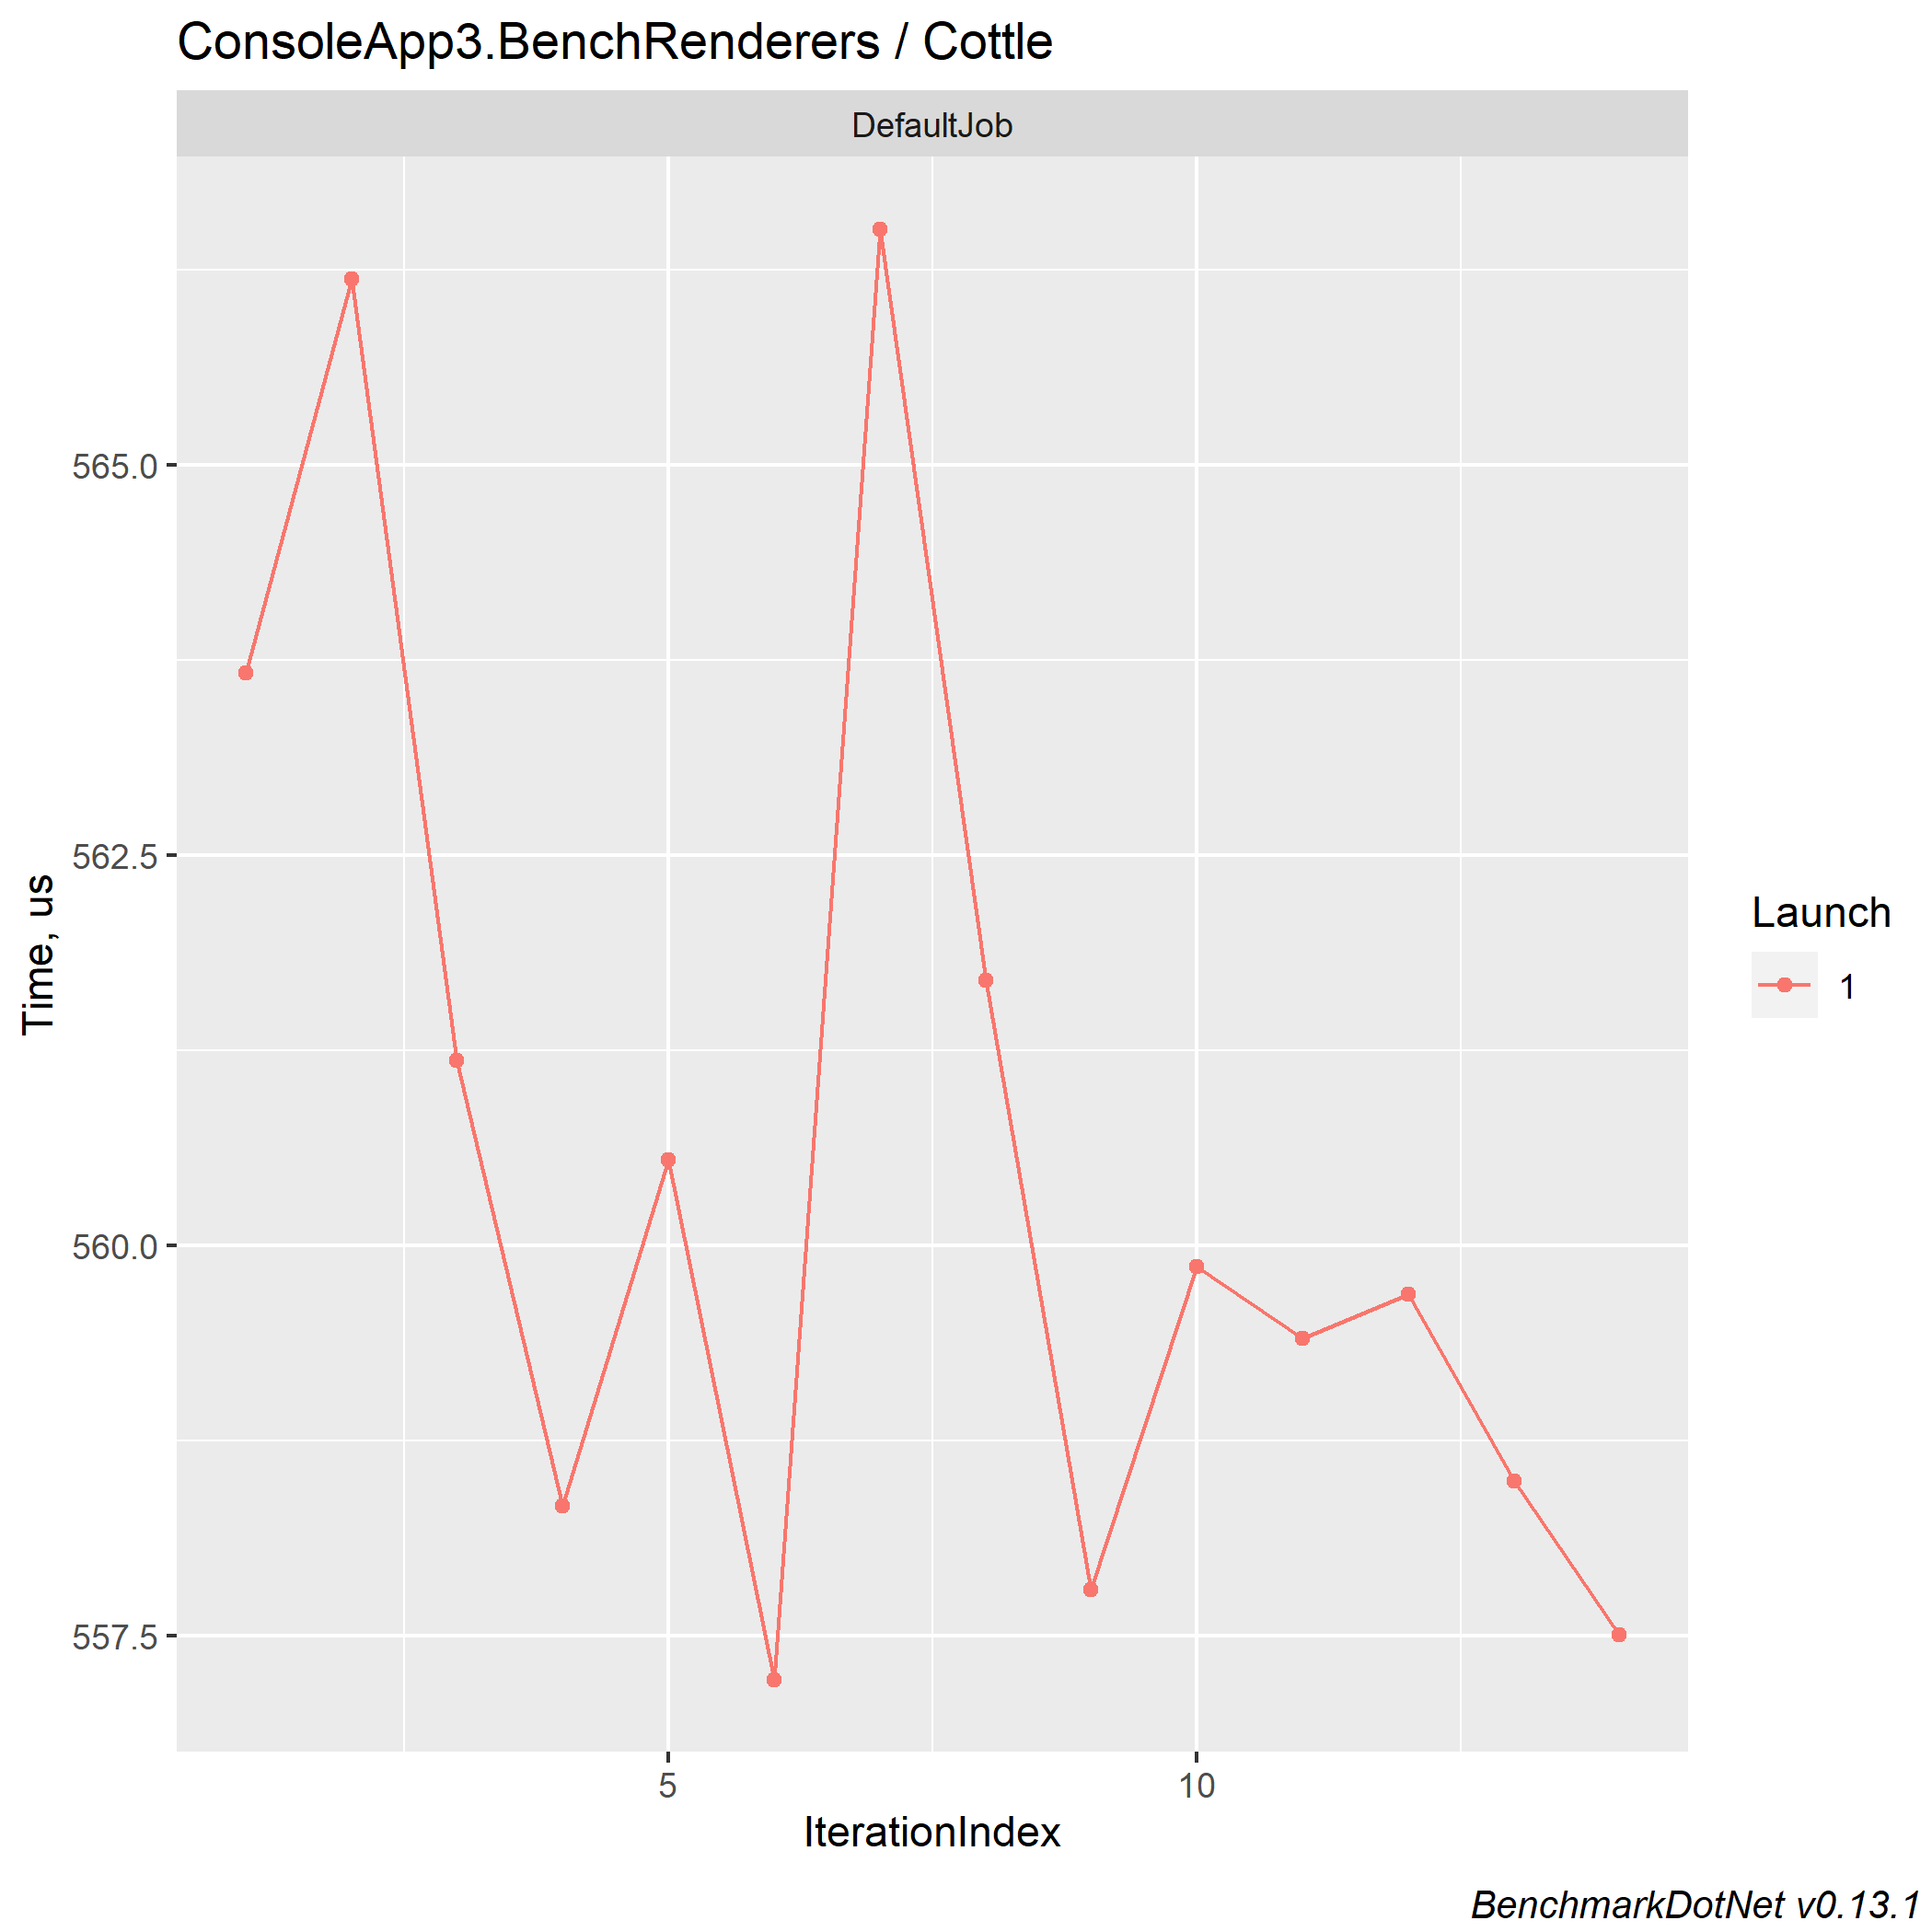 ConsoleApp3.BenchRenderers / Cottle
DefaultJob
565.0
562.5
560.0
557.5
Time, us
5
10
IterationIndex
Launch
1
BenchmarkDotNet v0.13.1